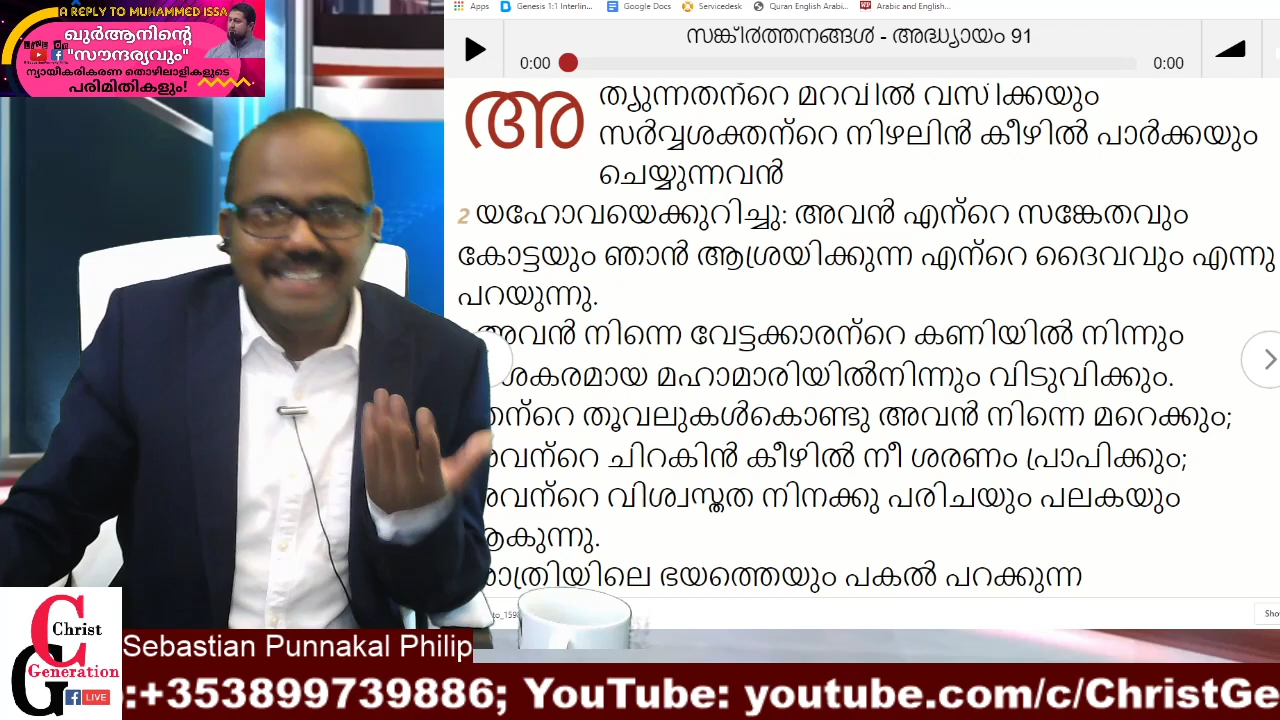 A REPLY TO MUHAMMED ISSA
ഖുർആനിന്റെ
"സൗന്ദര്യവും"
ന്യായീകരികരണ തൊഴിലാളികളുടെ
പരിമിതികളും!
Apps
Genesis 1:1 Interlin...
Google Docs
Servicedesk
Quran English Arabi...
Arabic and English...
സങ്കീർത്തനങ്ങൾ - അദ്ധ്യായം 91
0:00
0:00
അ
ത്യുന്നതന്റെ മറവിൽ വസിക്കയും
സർവ്വശക്തന്റെ നിഴലിൻ കീഴിൽ പാർക്കയും
ചെയ്യുന്നവൻ
2 യഹോവയെക്കുറിച്ചു: അവൻ എന്റെ സങ്കേതവും
കോട്ടയും ഞാൻ ആശ്രയിക്കുന്ന എന്റെ ദൈവവും എന്നു
പറയുന്നു.
അവൻ നിന്നെ വേട്ടക്കാരന്റെ കണിയിൽ നിന്നും
മഹാമാരിയിൽനിന്നും വിടുവിക്കും.
തൂവലുകൾകൊണ്ടു അവൻ നിന്നെ മറെക്കും;
ചിറകിൻ കീഴിൽ നീ ശരണം പ്രാപിക്കും;
വിശ്വസ്തത നിനക്കു പരിചയും പലകയും
ആകുന്നു.
ഭയത്തെയും പകൽ പറക്കുന്ന
Christ
Generation
LIVE
Sebastian Punnakal Philip
:+353899739886; YouTube: youtube.com/c/ChristGe